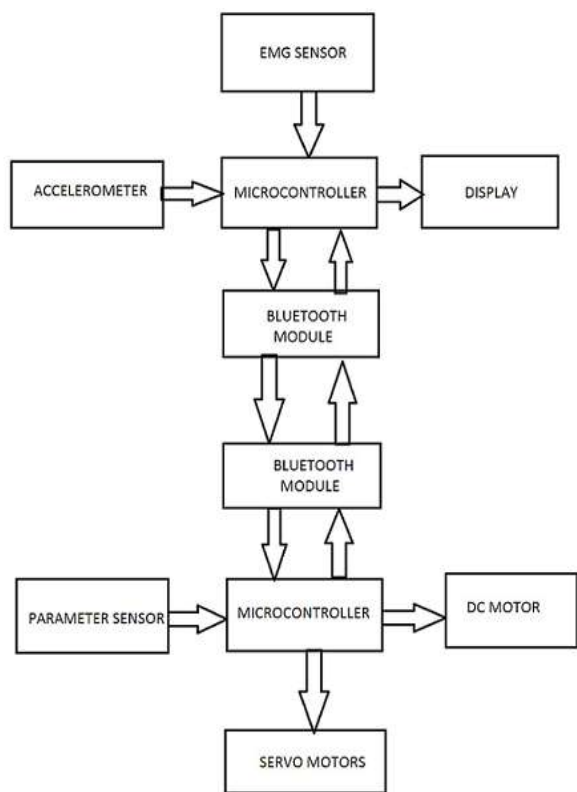 EMG SENSOR
ACCELEROMETER
MICROCONTROLLER
DISPLAY
BLUETOOTH
MODULE
BLUETOOTH
MODULE
PARAMETER SENSOR
MICROCONTROLLER
DC MOTOR
SERVO MOTORS